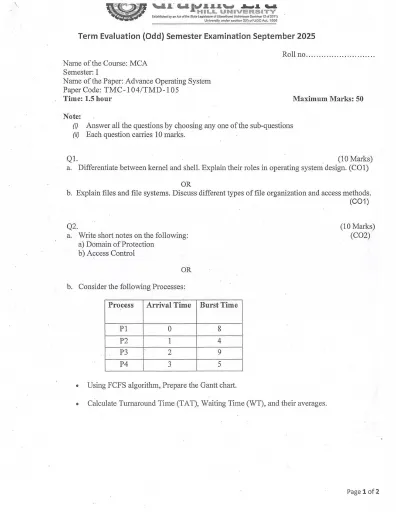 HILL UNIVERSITY
Term Evaluation (Odd) Semester Examination September 2025
Roll no..........................
Name of the Course: MCA
Semester: I
Name of the Paper: Advance Operating System
Paper Code: TMC-104/TMD-105
Time: 1.5 hour Maximum Marks: 50
Note:
(i) Answer all the questions by choosing any one of the sub-questions
(ii) Each question carries 10 marks.
Q1. (10 Marks)
a. Differentiate between kernel and shell. Explain their roles in operating system design. (CO1)
OR
b. Explain files and file systems. Discuss different types of file organization and access methods.
(CO1)
Q2. (10 Marks)
a. Write short notes on the following: (CO2)
a) Domain of Protection
b) Access Control
OR
b. Consider the following Processes:
Process Arrival Time Burst Time
P1 0 8
P2 1 4
P3 2 9
P4 3 5
• Using FCFS algorithm, Prepare the Gantt chart.
• Calculate Turnaround Time (TAT), Waiting Time (WT), and their averages.
Page 1 of 2